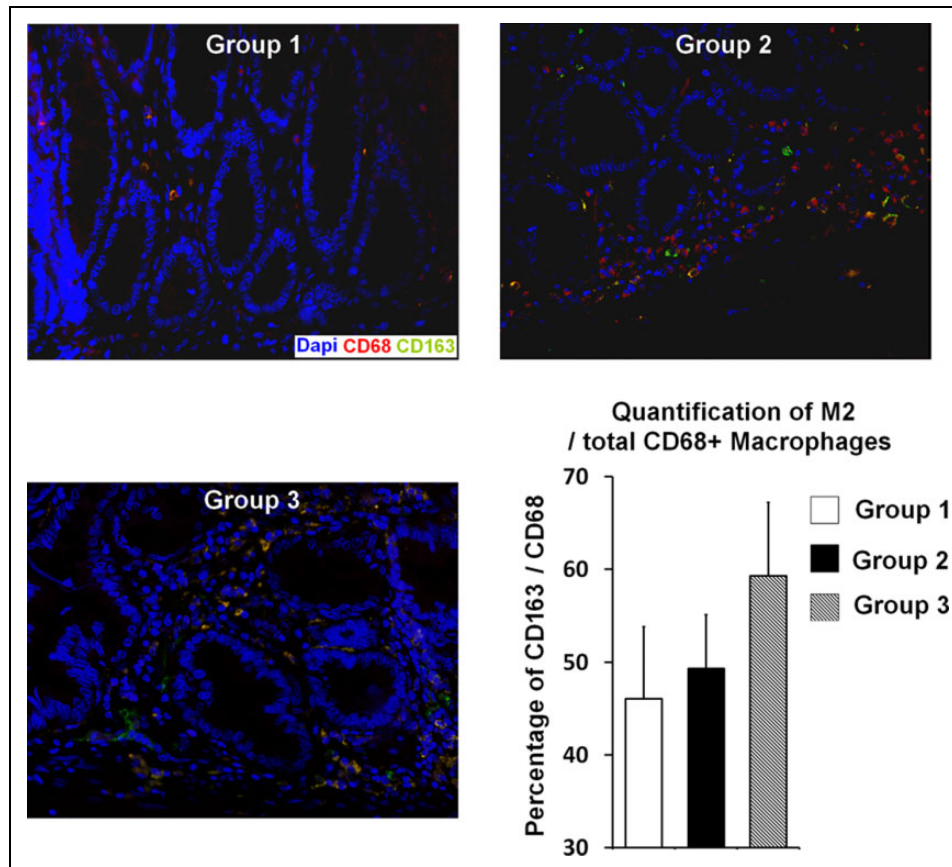 Group 1
Group 2
Dapi CD68 CD163
Group 3
Quantification of M2
/ total CD68+ Macrophages
Percentage of CD163 / CD68
70
60
50
40
30
Group 1
Group 2
Group 3